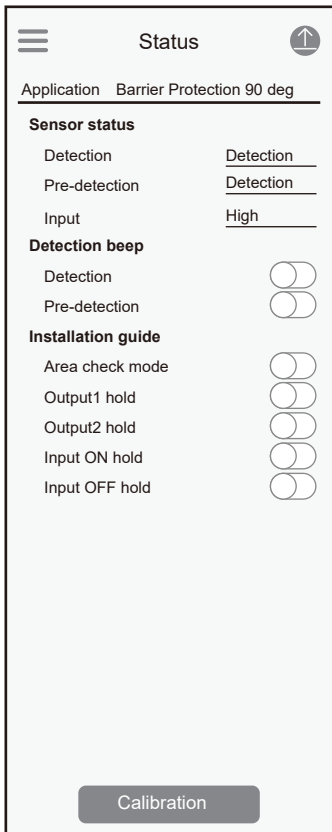 Status
Application Barrier Protection 90 deg
Sensor status
Detection Detection
Pre-detection Detection
Input High
Detection beep
Detection
Pre-detection
Installation guide
Area check mode
Output1 hold
Output2 hold
Input ON hold
Input OFF hold
Calibration